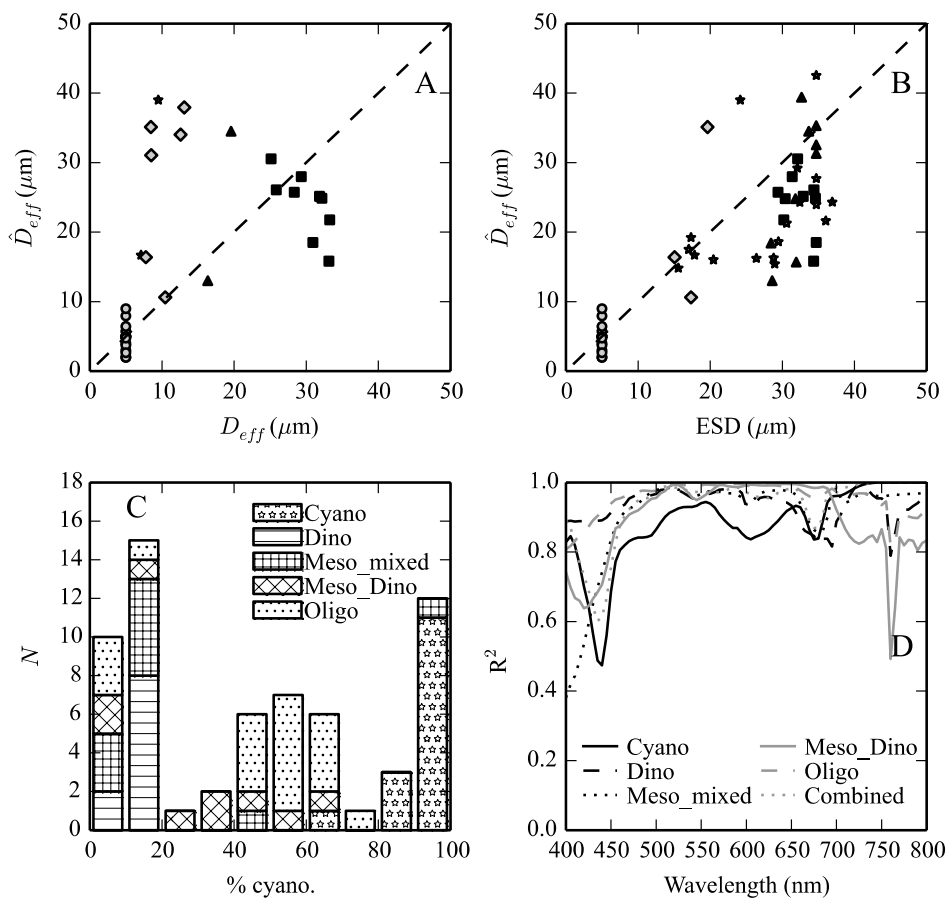 50
40
30
20
10
0
A
D̂_eff (μm)
0 10 20 30 40 50
D_eff (μm)
50
40
30
20
10
0
B
D̂_eff (μm)
0 10 20 30 40 50
ESD (μm)
18
16
14
12
10
8
6
4
2
0
C
Cyano
Dino
Meso_mixed
Meso_Dino
Oligo
N
0 20 40 60 80 100
% cyano.
1.0
0.8
0.6
0.4
0.2
0.0
D
R²
Cyano
Dino
Meso_mixed
Meso_Dino
Oligo
Combined
400 450 500 550 600 650 700 750 800
Wavelength (nm)